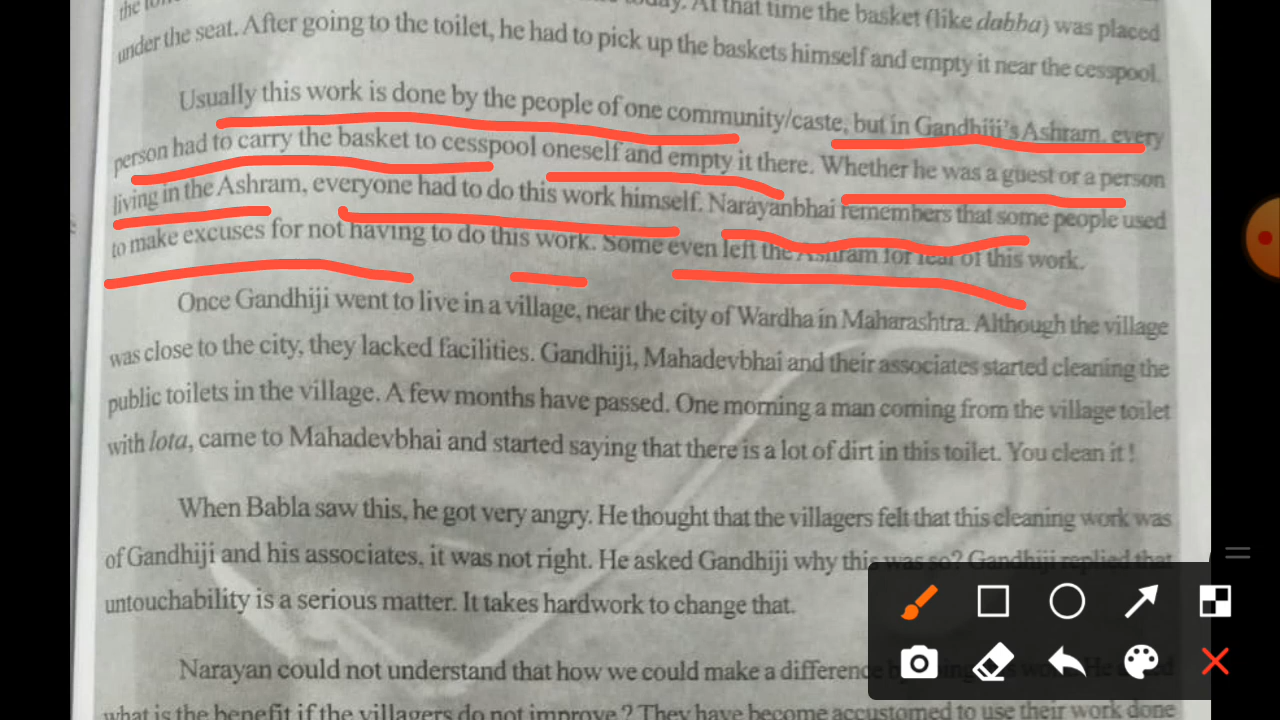 the today. At that time the basket (like dabba) was placed
under the seat. After going to the toilet, he had to pick up the baskets himself and empty it near the cesspool.
Usually this work is done by the people of one community/caste, but in Gandhiji's Ashram, every
person had to carry the basket to cesspool oneself and empty it there. Whether he was a guest or a person
living in the Ashram, everyone had to do this work himself. Narayanbhai remembers that some people used
to make excuses for not having to do this work. Some even left the Ashram for fear of this work.
Once Gandhiji went to live in a village, near the city of Wardha in Maharashtra. Although the village
was close to the city, they lacked facilities. Gandhiji, Mahadevbhai and their associates started cleaning the
public toilets in the village. A few months have passed. One morning a man coming from the village toilet
with lota, came to Mahadevbhai and started saying that there is a lot of dirt in this toilet. You clean it !
When Babla saw this, he got very angry. He thought that the villagers felt that this cleaning work was
of Gandhiji and his associates, it was not right. He asked Gandhiji why this was so? Gandhiji replied that
untouchability is a serious matter. It takes hardwork to change that.
Narayan could not understand that how we could make a difference
what is the benefit if the villagers do not improve ? They have become accustomed to use their work done